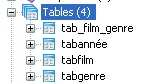 Tables (4)
tab_film_genre
tabannée
tabfilm
tabgenre